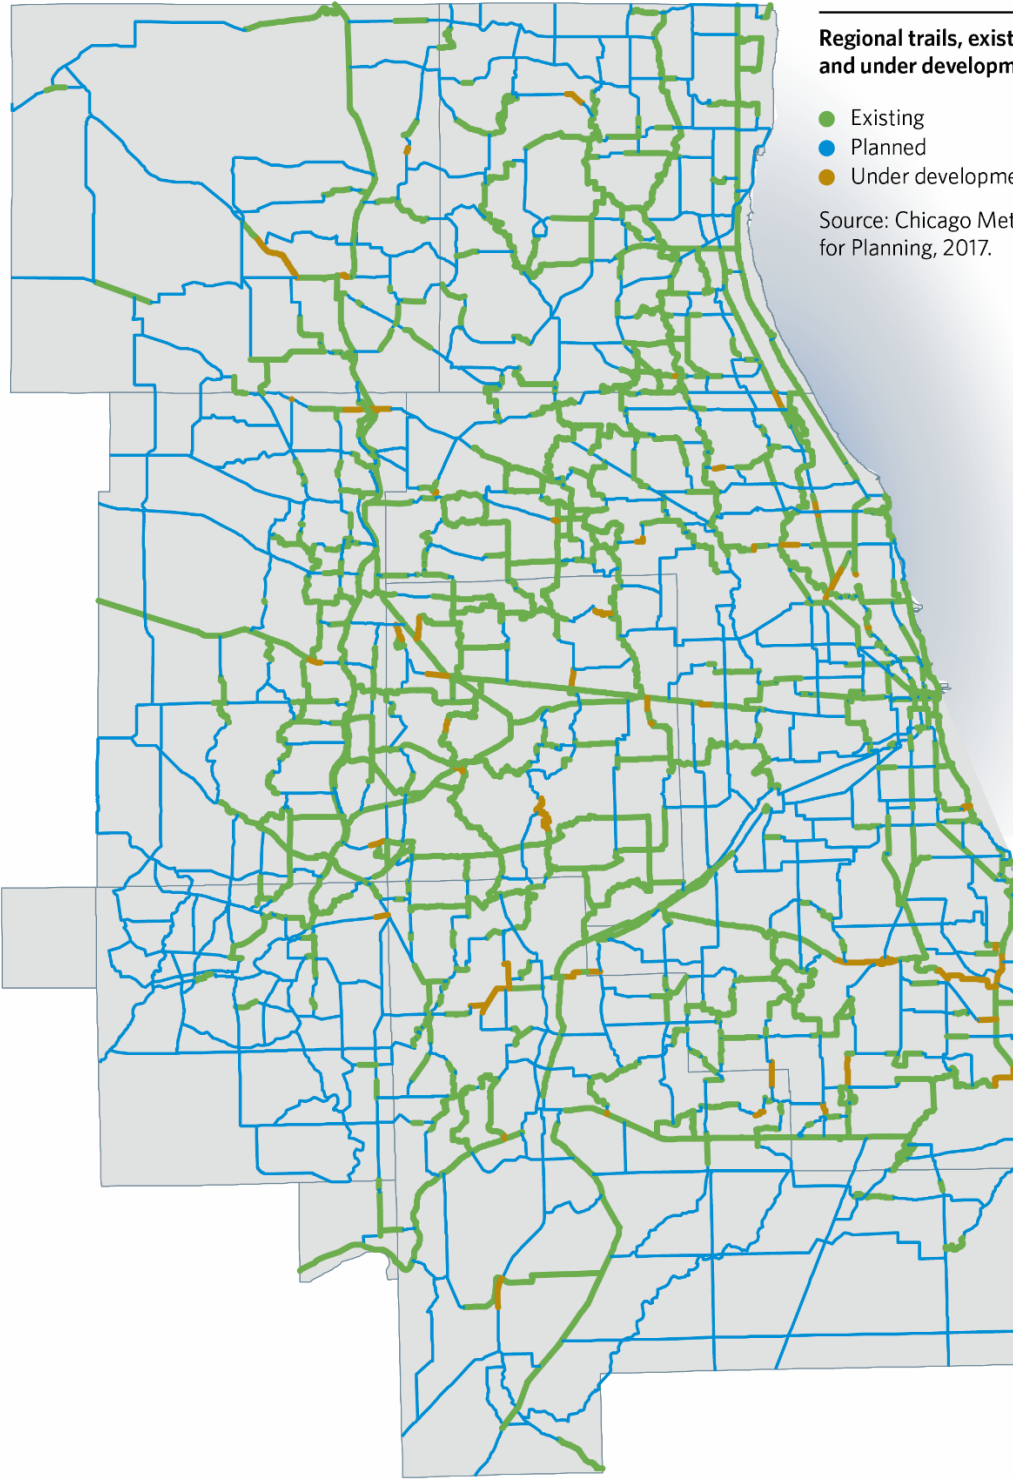 Regional trails, exist
and under developm
Existing
Planned
Under developme
Source: Chicago Met
for Planning, 2017.